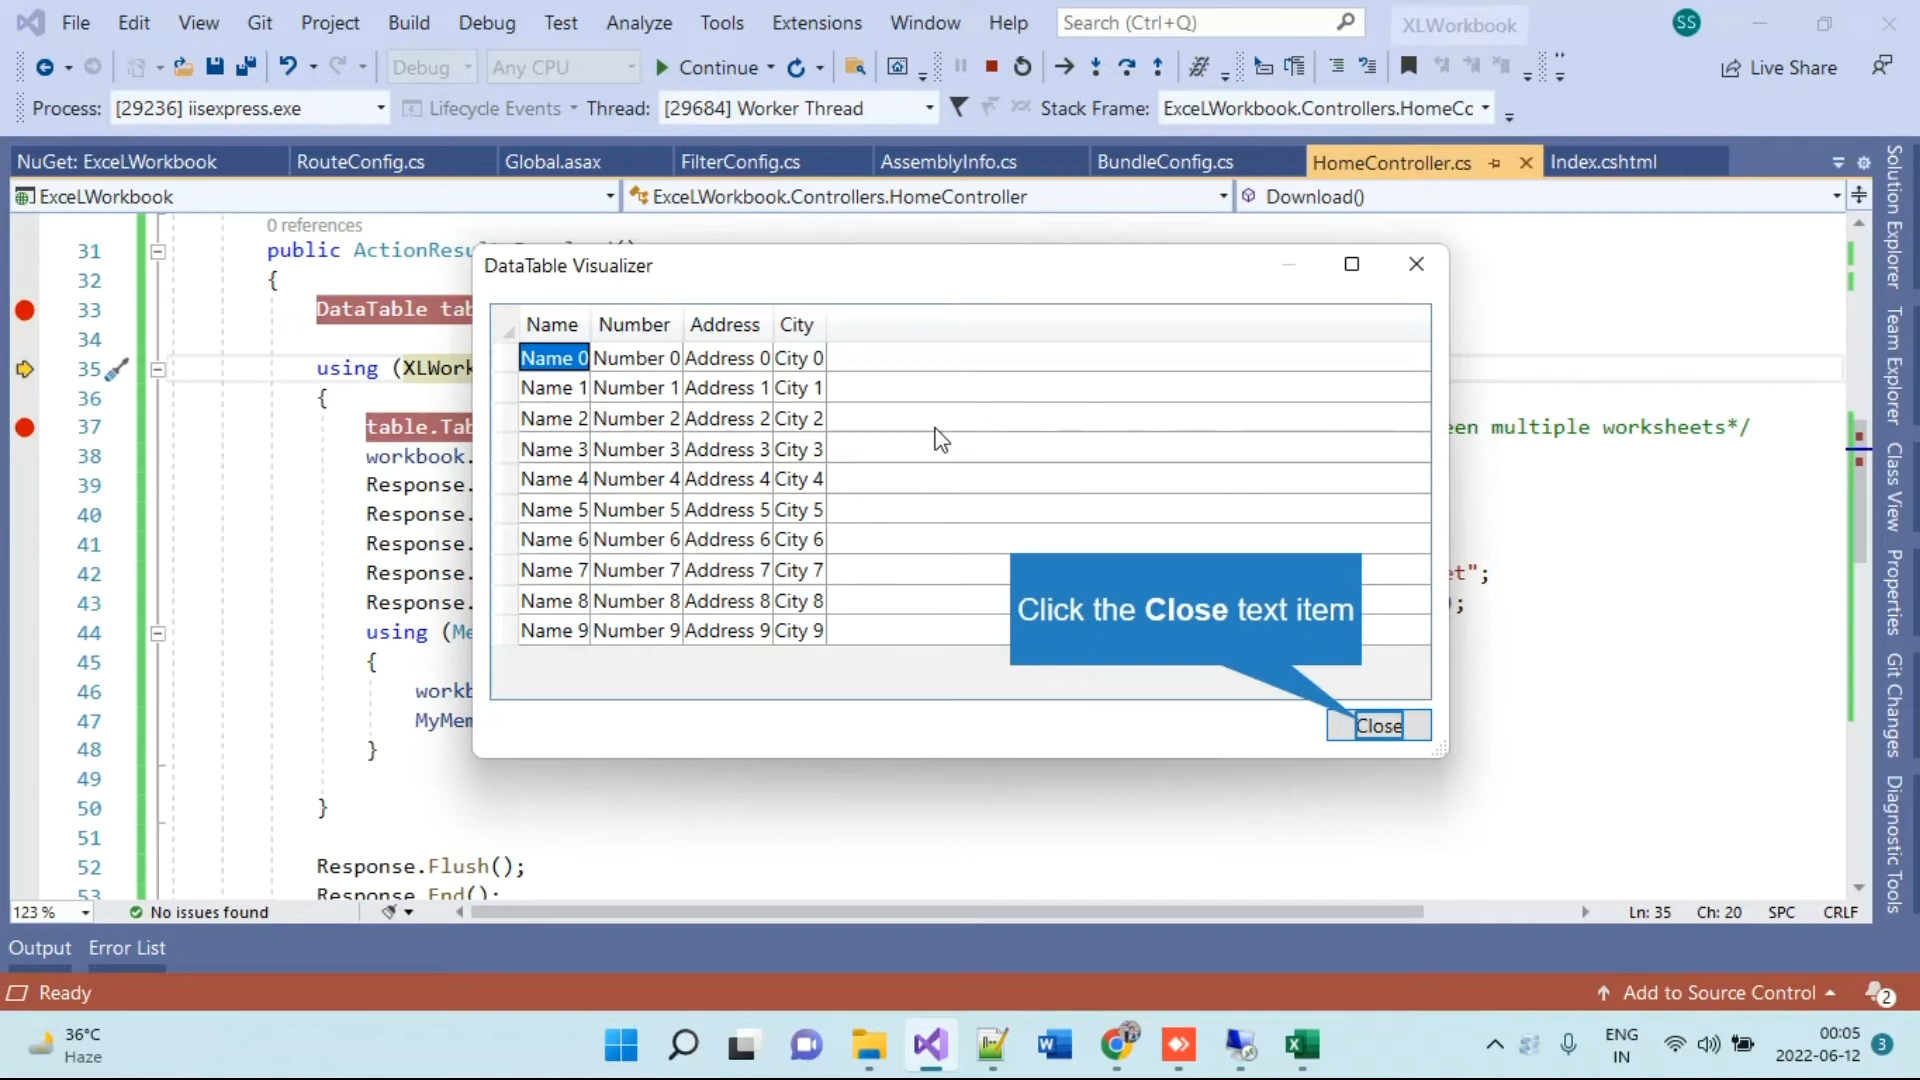 File Edit View Git Project Build Debug Test Analyze Tools Extensions Window Help Search (Ctrl+Q) XLWorkbook SS
Debug Any CPU Continue Live Share
Process: [29236] iisexpress.exe Lifecycle Events Thread: [29684] Worker Thread Stack Frame: ExceLWorkbook.Controllers.HomeCc
NuGet: ExceLWorkbook RouteConfig.cs Global.asax FilterConfig.cs AssemblyInfo.cs BundleConfig.cs HomeController.cs Index.cshtml
ExceLWorkbook ExceLWorkbook.Controllers.HomeController Download()
0 references
31 public ActionResu
32 {
33 DataTable tab
34
35 using (XLWork
36 {
37 table.Tab een multiple worksheets*/
38 workbook.
39 Response.
40 Response.
41 Response.
42 Response. et";
43 Response. );
44 using (Me
45 {
46 workb
47 MyMem
48 }
49
50 }
51
52 Response.Flush();
53 Response.End();
DataTable Visualizer
Name Number Address City
Name 0 Number 0 Address 0 City 0
Name 1 Number 1 Address 1 City 1
Name 2 Number 2 Address 2 City 2
Name 3 Number 3 Address 3 City 3
Name 4 Number 4 Address 4 City 4
Name 5 Number 5 Address 5 City 5
Name 6 Number 6 Address 6 City 6
Name 7 Number 7 Address 7 City 7
Name 8 Number 8 Address 8 City 8
Name 9 Number 9 Address 9 City 9
Click the Close text item
Close
Solution Explorer
Team Explorer
Class View
Properties
Git Changes
Diagnostic Tools
123 % No issues found Ln: 35 Ch: 20 SPC CRLF
Output Error List
Ready Add to Source Control 2
36°C
Haze
ENG
IN
00:05
2022-06-12
3